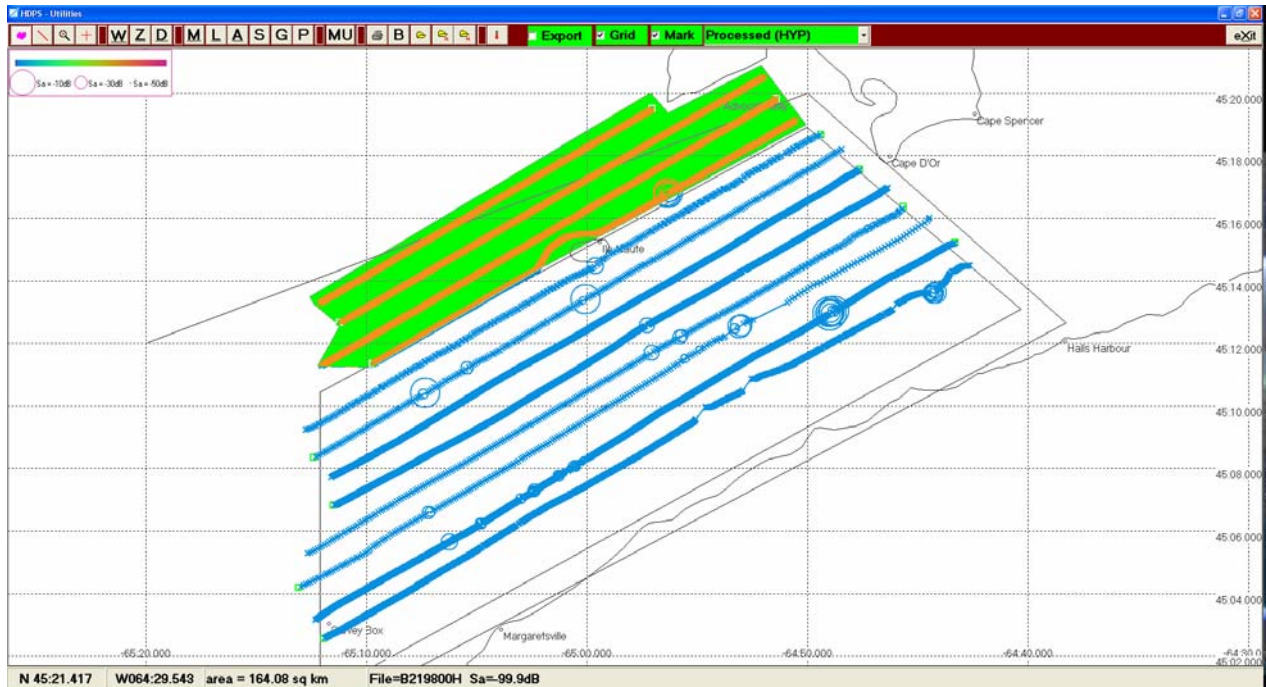 HDPS - Utilities
W Z D M L A S G P MU B Export Grid Mark Processed (HYP) eXit
Sa = -10dB Sa = -30dB Sa = -50dB
45:20.000
Cape Spencer
45:18.000
Cape D'Or
45:16.000
Ile Haute
45:14.000
45:12.000
Halls Harbour
45:10.000
45:08.000
45:06.000
45:04.000
Box
Margaretsville
-65:20.000 -65:10.000 -65:00.000 -64:50.000 -64:40.000
45:02.000
N 45:21.417 W064:29.543 area = 164.08 sq km File=B219800H Sa=-99.9dB